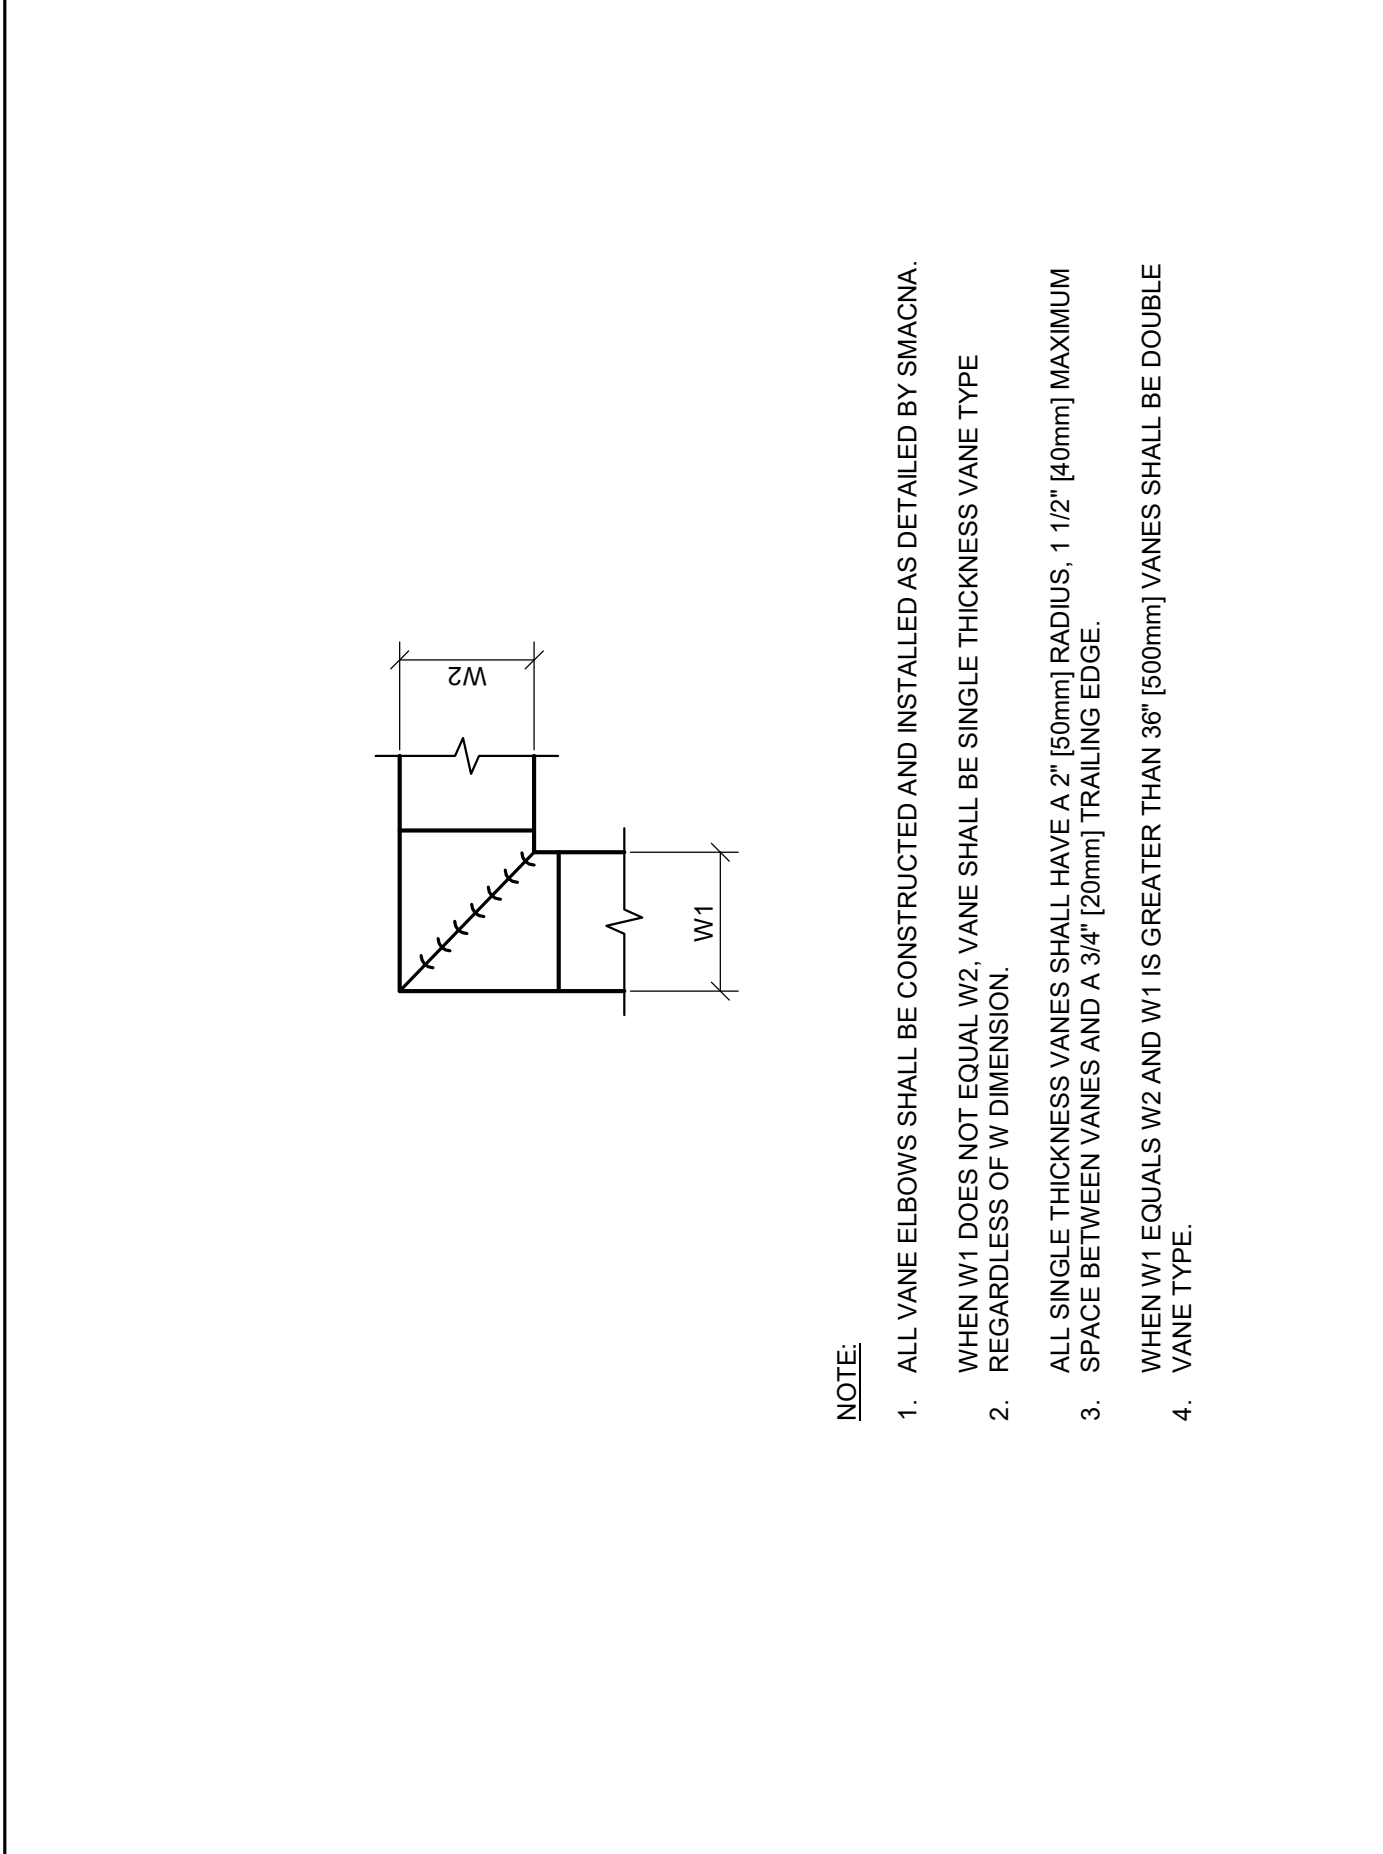 W2
W1
NOTE:
1. ALL VANE ELBOWS SHALL BE CONSTRUCTED AND INSTALLED AS DETAILED BY SMACNA.
WHEN W1 DOES NOT EQUAL W2, VANE SHALL BE SINGLE THICKNESS VANE TYPE
2. REGARDLESS OF W DIMENSION.
ALL SINGLE THICKNESS VANES SHALL HAVE A 2" [50mm] RADIUS, 1 1/2" [40mm] MAXIMUM
3. SPACE BETWEEN VANES AND A 3/4" [20mm] TRAILING EDGE.
WHEN W1 EQUALS W2 AND W1 IS GREATER THAN 36" [500mm] VANES SHALL BE DOUBLE
4. VANE TYPE.